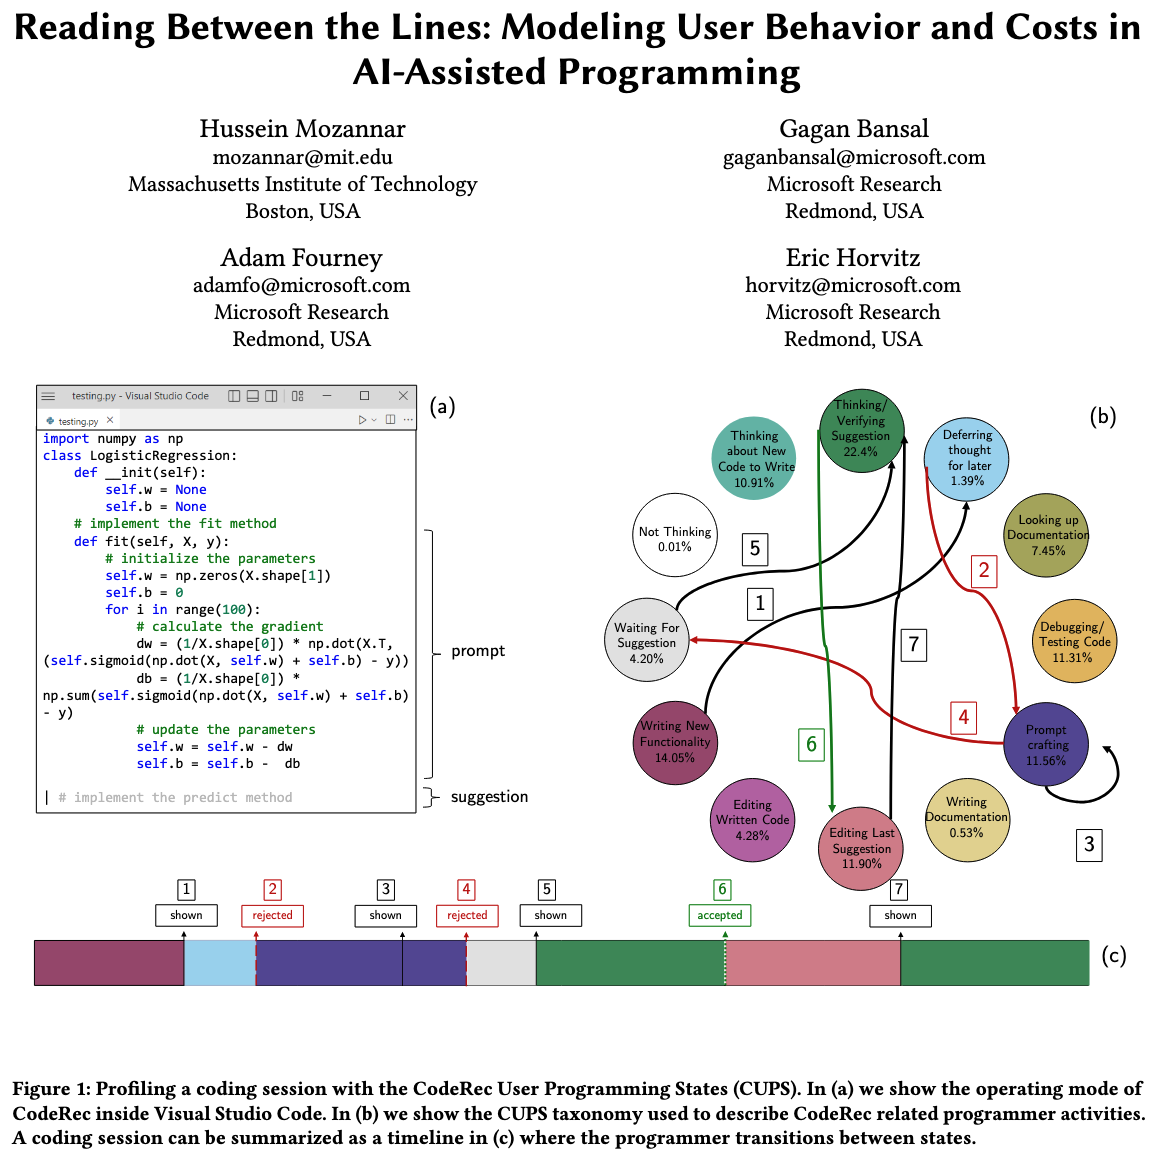 Reading Between the Lines: Modeling User Behavior and Costs in
AI-Assisted Programming
Hussein Mozannar
mozannar@mit.edu
Massachusetts Institute of Technology
Boston, USA
Gagan Bansal
gaganbansal@microsoft.com
Microsoft Research
Redmond, USA
Adam Fourney
adamfo@microsoft.com
Microsoft Research
Redmond, USA
Eric Horvitz
horvitz@microsoft.com
Microsoft Research
Redmond, USA
testing.py - Visual Studio Code
testing.py
import numpy as np
class LogisticRegression:
    def __init(self):
        self.w = None
        self.b = None
    # implement the fit method
    def fit(self, X, y):
        # initialize the parameters
        self.w = np.zeros(X.shape[1])
        self.b = 0
        for i in range(100):
            # calculate the gradient
            dw = (1/X.shape[0]) * np.dot(X.T,
(self.sigmoid(np.dot(X, self.w) + self.b) - y))
            db = (1/X.shape[0]) *
np.sum(self.sigmoid(np.dot(X, self.w) + self.b)
- y)
            # update the parameters
            self.w = self.w - dw
            self.b = self.b -  db
# implement the predict method
(a)
prompt
suggestion
(b)
Thinking/
Verifying
Suggestion
22.4%
Thinking
about New
Code to Write
10.91%
Deferring
thought
for later
1.39%
Not Thinking
0.01%
Looking up
Documentation
7.45%
Waiting For
Suggestion
4.20%
Debugging/
Testing Code
11.31%
Writing New
Functionality
14.05%
Prompt
crafting
11.56%
Editing
Written Code
4.28%
Editing Last
Suggestion
11.90%
Writing
Documentation
0.53%
5
1
2
7
4
6
3
1
shown
2
rejected
3
shown
4
rejected
5
shown
6
accepted
7
shown
(c)
Figure 1: Profiling a coding session with the CodeRec User Programming States (CUPS). In (a) we show the operating mode of
CodeRec inside Visual Studio Code. In (b) we show the CUPS taxonomy used to describe CodeRec related programmer activities.
A coding session can be summarized as a timeline in (c) where the programmer transitions between states.